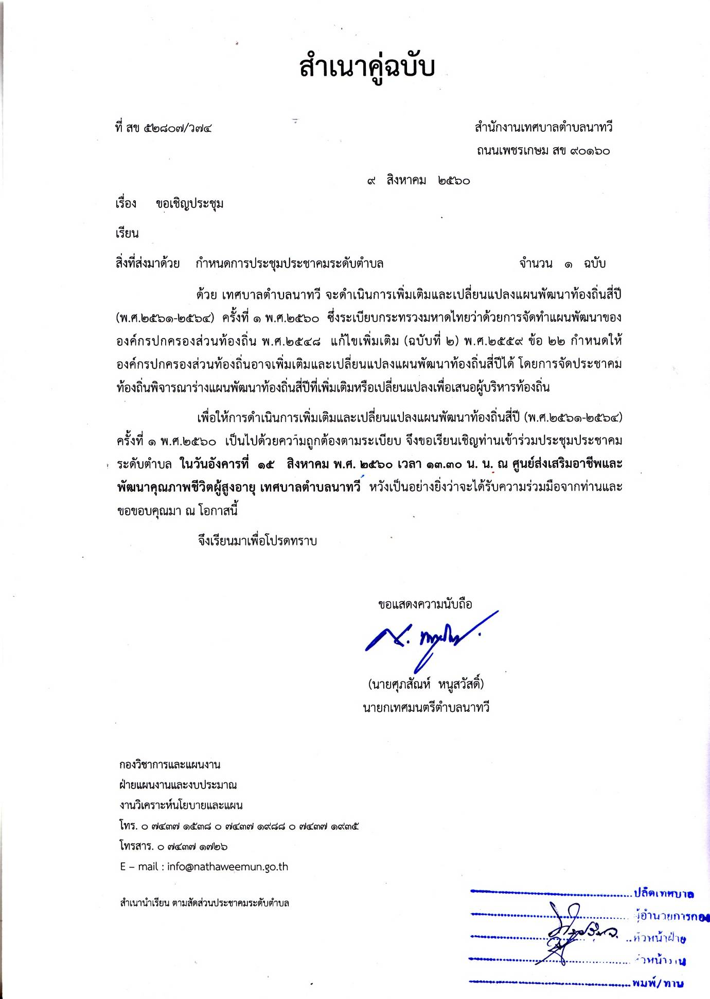 สำเนาคู่ฉบับ
ที่ สข ๕๒๘๐๗/ว๗๔
สำนักงานเทศบาลตำบลนาทวี
ถนนเพชรเกษม สข ๙๐๑๖๐
๙ สิงหาคม ๒๕๖๐
เรื่อง ขอเชิญประชุม
เรียน
สิ่งที่ส่งมาด้วย กำหนดการประชุมประชาคมระดับตำบล จำนวน ๑ ฉบับ
ด้วย เทศบาลตำบลนาทวี จะดำเนินการเพิ่มเติมและเปลี่ยนแปลงแผนพัฒนาท้องถิ่นสี่ปี
(พ.ศ.๒๕๖๑-๒๕๖๔) ครั้งที่ ๑ พ.ศ.๒๕๖๐ ซึ่งระเบียบกระทรวงมหาดไทยว่าด้วยการจัดทำแผนพัฒนาของ
องค์กรปกครองส่วนท้องถิ่น พ.ศ.๒๕๔๘ แก้ไขเพิ่มเติม (ฉบับที่ ๒) พ.ศ.๒๕๕๙ ข้อ ๒๒ กำหนดให้
องค์กรปกครองส่วนท้องถิ่นอาจเพิ่มเติมและเปลี่ยนแปลงแผนพัฒนาท้องถิ่นสี่ปีได้ โดยการจัดประชาคม
ท้องถิ่นพิจารณาร่างแผนพัฒนาท้องถิ่นสี่ปีที่เพิ่มเติมหรือเปลี่ยนแปลงเพื่อเสนอผู้บริหารท้องถิ่น
เพื่อให้การดำเนินการเพิ่มเติมและเปลี่ยนแปลงแผนพัฒนาท้องถิ่นสี่ปี (พ.ศ.๒๕๖๑-๒๕๖๔)
ครั้งที่ ๑ พ.ศ.๒๕๖๐ เป็นไปด้วยความถูกต้องตามระเบียบ จึงขอเรียนเชิญท่านเข้าร่วมประชุมประชาคม
ระดับตำบล ในวันอังคารที่ ๑๕ สิงหาคม พ.ศ. ๒๕๖๐ เวลา ๑๓.๓๐ น. น. ณ ศูนย์ส่งเสริมอาชีพและ
พัฒนาคุณภาพชีวิตผู้สูงอายุ เทศบาลตำบลนาทวี หวังเป็นอย่างยิ่งว่าจะได้รับความร่วมมือจากท่านและ
ขอขอบคุณมา ณ โอกาสนี้
จึงเรียนมาเพื่อโปรดทราบ
ขอแสดงความนับถือ
(นายศุภสัณห์ หนูสวัสดิ์)
นายกเทศมนตรีตำบลนาทวี
กองวิชาการและแผนงาน
ฝ่ายแผนงานและงบประมาณ
งานวิเคราะห์นโยบายและแผน
โทร. ๐ ๗๔๓๗ ๑๕๓๘ ๐ ๗๔๓๗ ๑๙๘๘ ๐ ๗๔๓๗ ๑๙๓๕
โทรสาร. ๐ ๗๔๓๗ ๑๗๒๖
E – mail : info@nathaweemun.go.th
สำเนานำเรียน ตามสัดส่วนประชาคมระดับตำบล
ปลัดเทศบาล
ผู้อำนวยการกอง
หัวหน้าฝ่าย
หัวหน้างาน
พิมพ์/ทาน